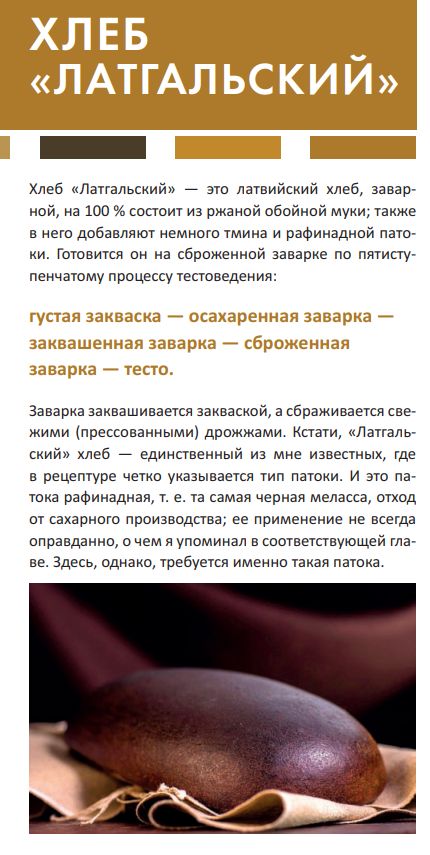 ХЛЕБ
«ЛАТГАЛЬСКИЙ»
Хлеб «Латгальский» — это латвийский хлеб, завар-
ной, на 100 % состоит из ржаной обойной муки; также
в него добавляют немного тмина и рафинадной пато-
ки. Готовится он на сброженной заварке по пятисту-
пенчатому процессу тестоведения:
густая закваска — осахаренная заварка —
заквашенная заварка — сброженная
заварка — тесто.
Заварка заквашивается закваской, а сбраживается све-
жими (прессованными) дрожжами. Кстати, «Латгаль-
ский» хлеб — единственный из мне известных, где
в рецептуре четко указывается тип патоки. И это па-
тока рафинадная, т. е. та самая черная меласса, отход
от сахарного производства; ее применение не всегда
оправданно, о чем я упоминал в соответствующей гла-
ве. Здесь, однако, требуется именно такая патока.